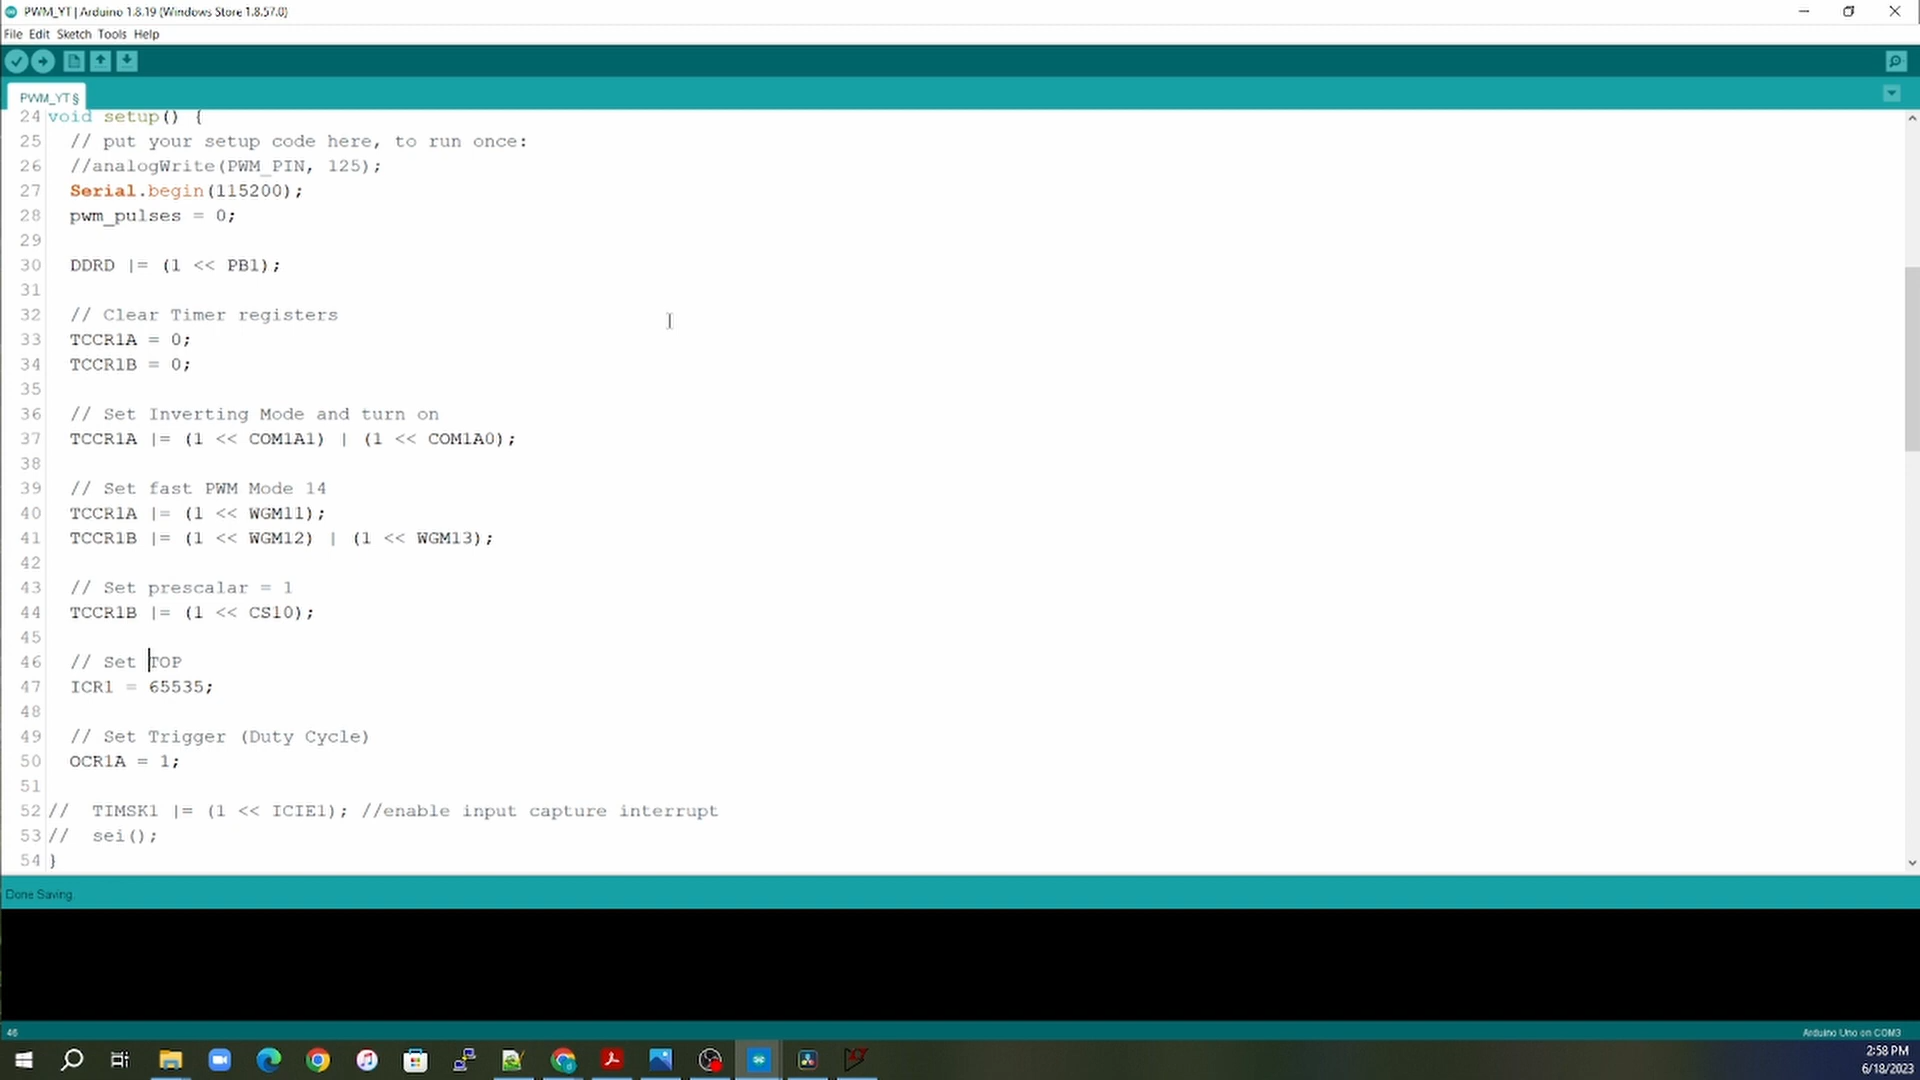 PWM_YT | Arduino 1.8.19 (Windows Store 1.8.57.0)
File Edit Sketch Tools Help
PWM_YT §
24 void setup() {
25 // put your setup code here, to run once:
26 //analogWrite(PWM_PIN, 125);
27 Serial.begin(115200);
28 pwm_pulses = 0;
29
30 DDRD |= (1 << PB1);
31
32 // Clear Timer registers
33 TCCR1A = 0;
34 TCCR1B = 0;
35
36 // Set Inverting Mode and turn on
37 TCCR1A |= (1 << COM1A1) | (1 << COM1A0);
38
39 // Set fast PWM Mode 14
40 TCCR1A |= (1 << WGM11);
41 TCCR1B |= (1 << WGM12) | (1 << WGM13);
42
43 // Set prescalar = 1
44 TCCR1B |= (1 << CS10);
45
46 // Set TOP
47 ICR1 = 65535;
48
49 // Set Trigger (Duty Cycle)
50 OCR1A = 1;
51
52 // TIMSK1 |= (1 << ICIE1); //enable input capture interrupt
53 // sei();
54 }
Done Saving.
46
Arduino Uno on COM3
2:58 PM
6/18/2023